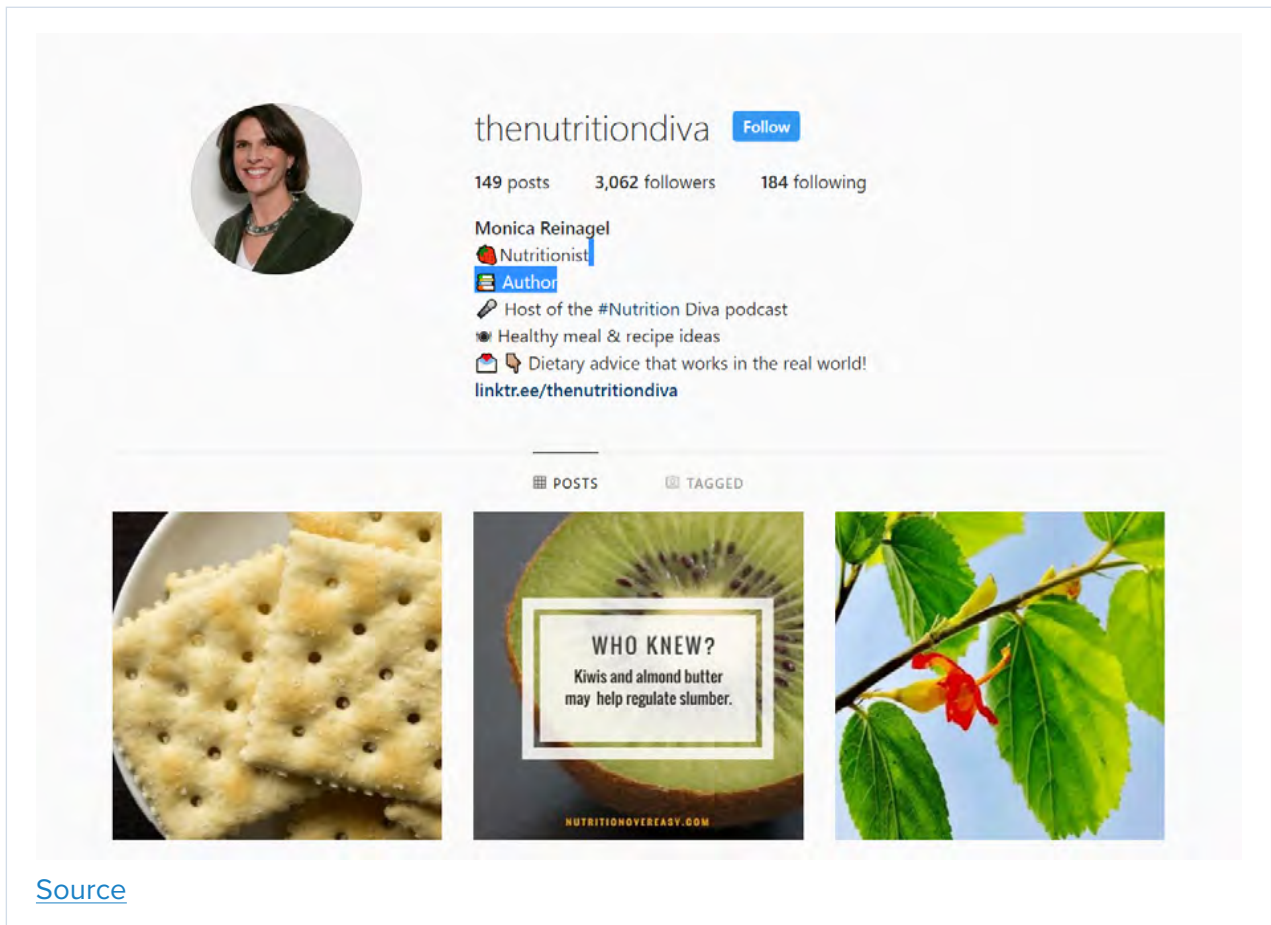 thenutritiondiva Follow
149 posts 3,062 followers 184 following
Monica Reinagel
🍓Nutritionist
📚 Author
🎤 Host of the #Nutrition Diva podcast
🍽 Healthy meal & recipe ideas
📩 👇🏽 Dietary advice that works in the real world!
linktr.ee/thenutritiondiva
POSTS TAGGED
WHO KNEW?
Kiwis and almond butter
may help regulate slumber.
NUTRITIONOVEREASY.COM
Source